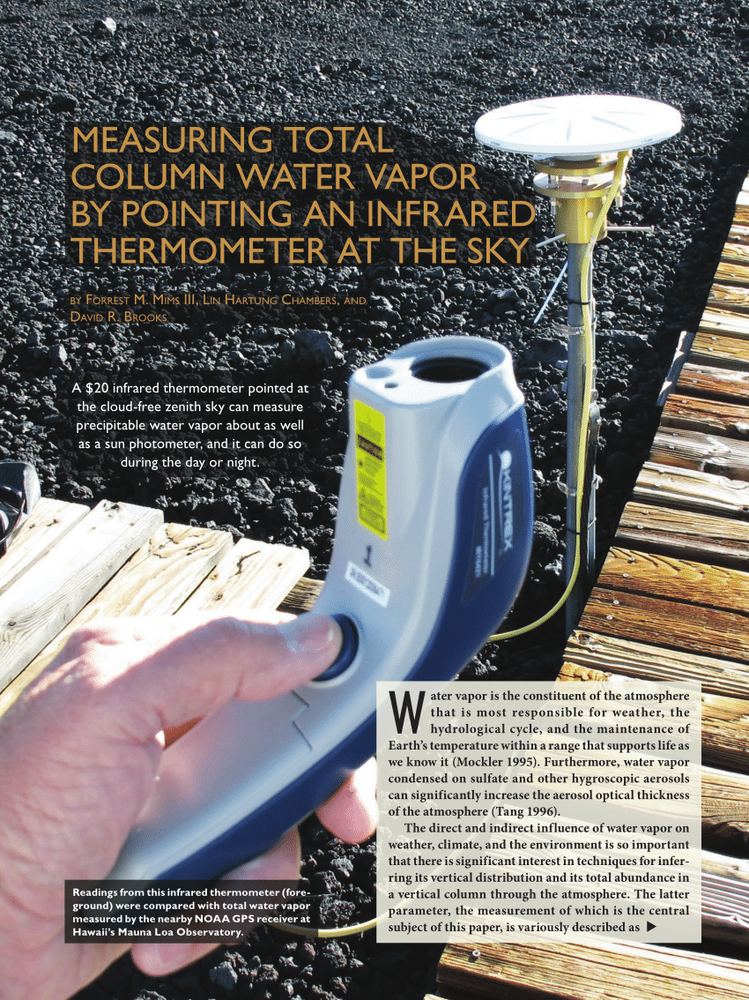 MEASURING TOTAL
COLUMN WATER VAPOR
BY POINTING AN INFRARED
THERMOMETER AT THE SKY
BY FORREST M. MIMS III, LIN HARTUNG CHAMBERS, AND
DAVID R. BROOKS
A $20 infrared thermometer pointed at
the cloud-free zenith sky can measure
precipitable water vapor about as well
as a sun photometer, and it can do so
during the day or night.
KINTREX
Infrared Thermometer
1
Water vapor is the constituent of the atmosphere
that is most responsible for weather, the
hydrological cycle, and the maintenance of
Earth's temperature within a range that supports life as
we know it (Mockler 1995). Furthermore, water vapor
condensed on sulfate and other hygroscopic aerosols
can significantly increase the aerosol optical thickness
of the atmosphere (Tang 1996).
The direct and indirect influence of water vapor on
weather, climate, and the environment is so important
that there is significant interest in techniques for infer-
ring its vertical distribution and its total abundance in
a vertical column through the atmosphere. The latter
parameter, the measurement of which is the central
subject of this paper, is variously described as ▶
Readings from this infrared thermometer (fore-
ground) were compared with total water vapor
measured by the nearby NOAA GPS receiver at
Hawaii's Mauna Loa Observatory.